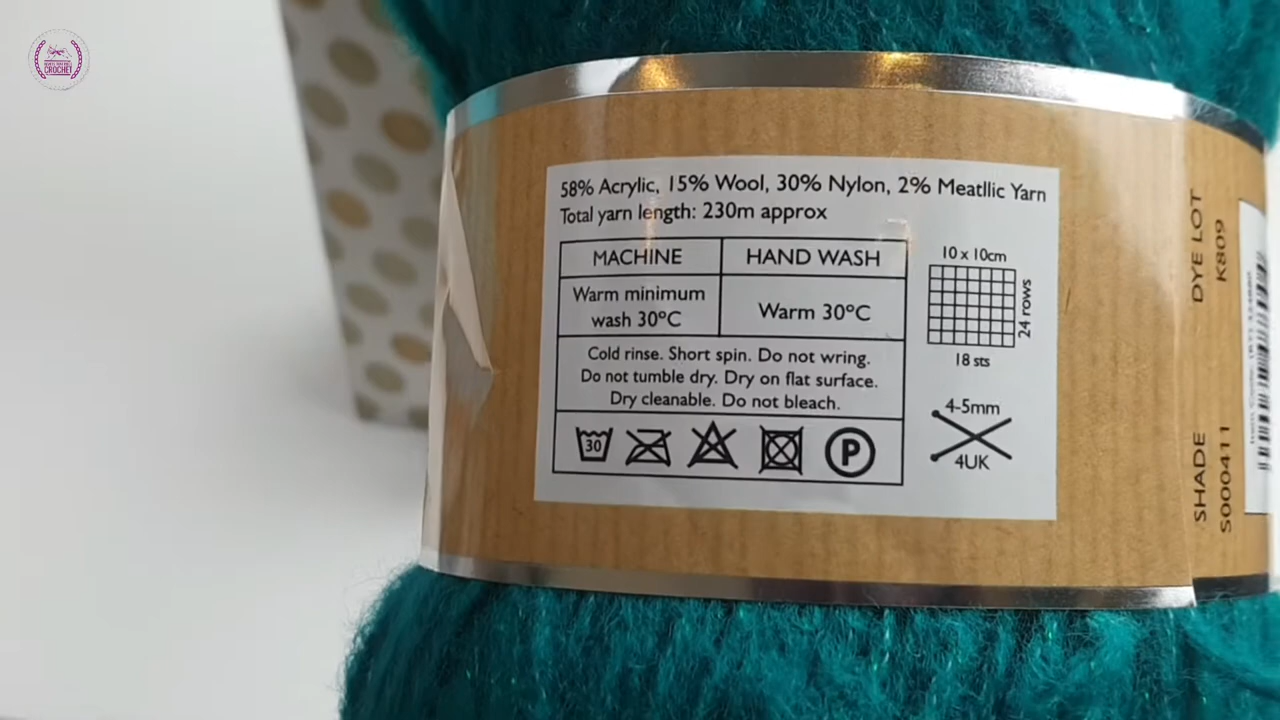 CROCHET
58% Acrylic, 15% Wool, 30% Nylon, 2% Meatllic Yarn
Total yarn length: 230m approx
MACHINE
HAND WASH
Warm minimum
wash 30°C
Warm 30°C
Cold rinse. Short spin. Do not wring.
Do not tumble dry. Dry on flat surface.
Dry cleanable. Do not bleach.
30
P
10 x 10cm
24 rows
18 sts
4-5mm
4UK
DYE LOT
K809
SHADE
S000411